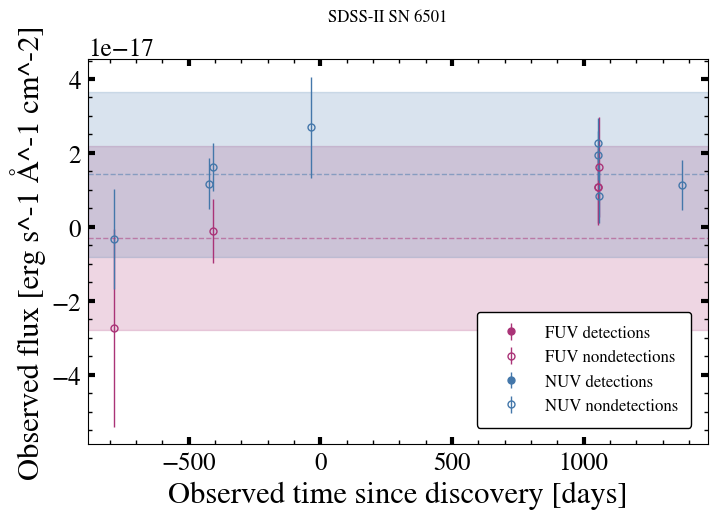 SDSS-II SN 6501
1e−17
Observed flux [erg s^-1 Å^-1 cm^-2]
4
2
0
−2
−4
FUV detections
FUV nondetections
NUV detections
NUV nondetections
−500 0 500 1000
Observed time since discovery [days]